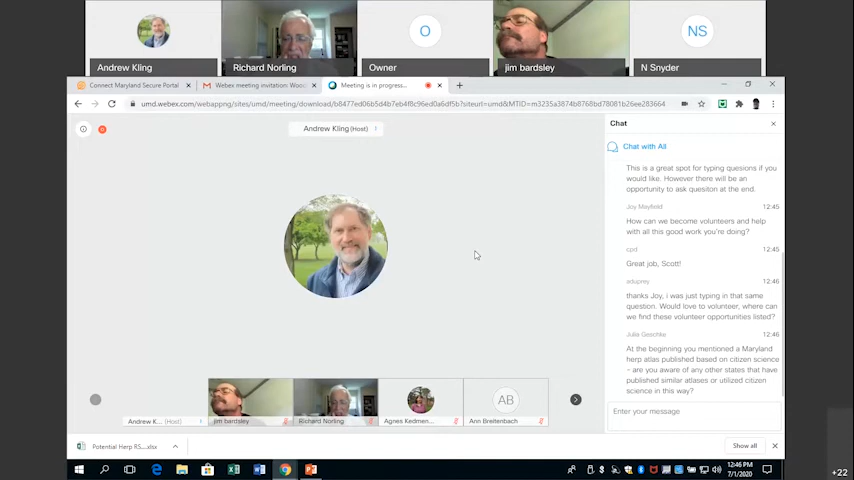 O
NS
Andrew Kling
Richard Norling
Owner
jim bardsley
N Snyder
Connect Maryland Secure Portal
Webex meeting invitation: Wood
Meeting is in progress...
umd.webex.com/webappng/sites/umd/meeting/download/
Andrew Kling (Host)
Chat
Chat with All
This is a great spot for typing quesions if you
would like. However there will be an
opportunity to ask quesiton at the end.
Joy Mayfield 12:45
How can we become volunteers and help
with all this good work you're doing?
cpd 12:45
Great job, Scott!
aduprey 12:46
thanks Joy, i was just typing in that same
question. Would love to volunteer, where can
we find these volunteer opportunities listed?
Julia Geschke 12:46
At the beginning you mentioned a Maryland
herp atlas published based on citizen science
- are you aware of any other states that have
published similar atlases or utilized citizen
science in this way?
Enter your message
AB
Andrew K... (Host)
jim bardsley
Richard Norling
Agnes Kedmen...
Ann Breitenbach
Potential Herp RS....xlsx
Show all
12:46 PM
7/1/2020
+22